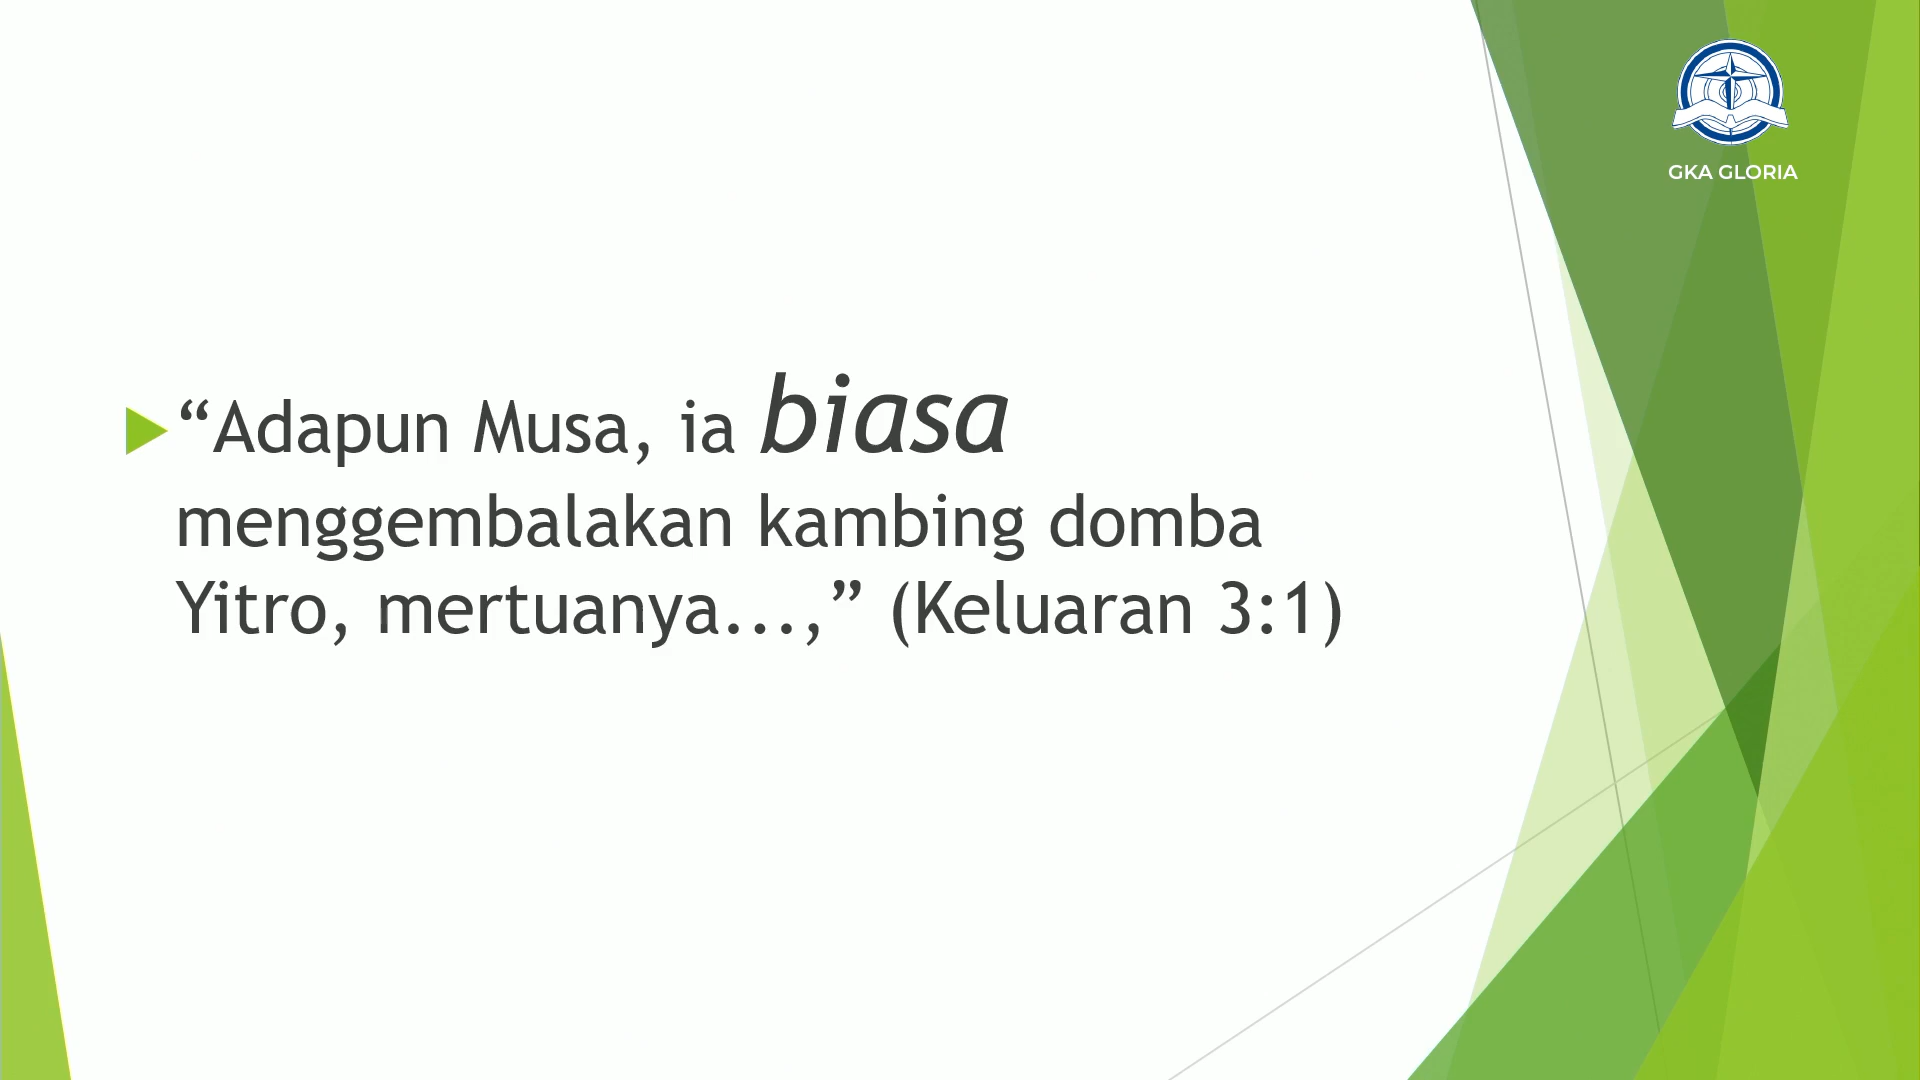 GKA GLORIA
“Adapun Musa, ia biasa
menggembalakan kambing domba
Yitro, mertuanya...,” (Keluaran 3:1)